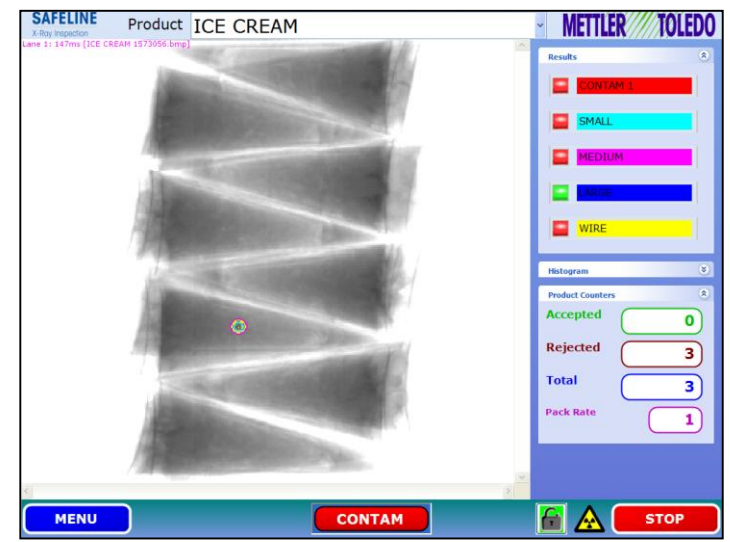 SAFELINE
X-Ray Inspection
Product ICE CREAM
METTLER TOLEDO
Lane 1: 147ms [ICE CREAM 1573056.bmp]
Results
CONTAM 1
SMALL
MEDIUM
LARGE
WIRE
Histogram
Product Counters
Accepted 0
Rejected 3
Total 3
Pack Rate 1
MENU
CONTAM
STOP